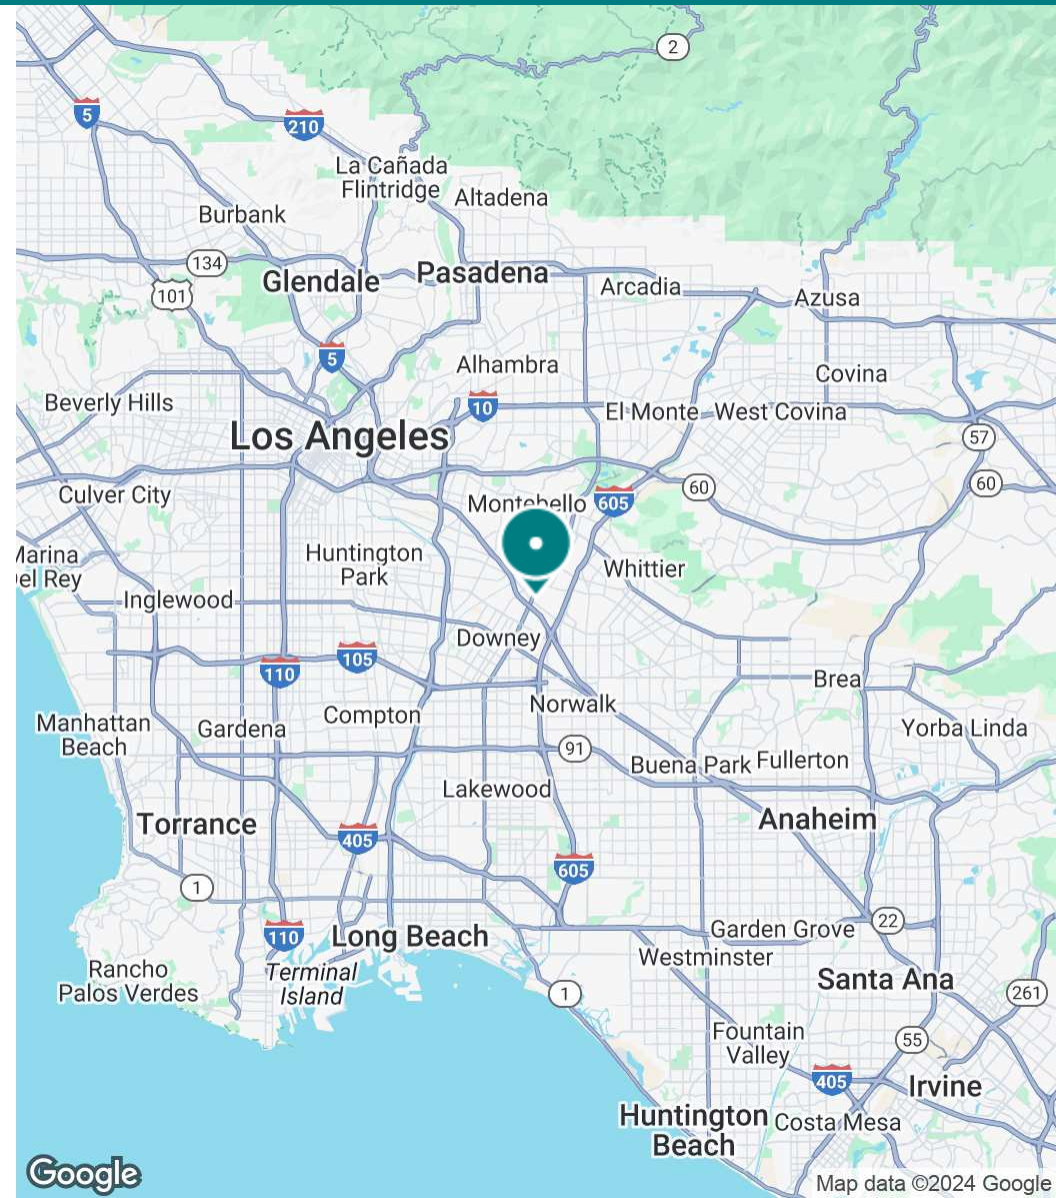 2
5
210
La Cañada
Flintridge
Altadena
Burbank
134
Glendale
Pasadena
Arcadia
Azusa
101
5
Alhambra
Covina
Beverly Hills
10
El Monte
West Covina
Los Angeles
57
60
60
Culver City
Montebello
605
Marina
Del Rey
Huntington
Park
Whittier
Inglewood
Downey
105
110
Brea
Norwalk
Manhattan
Beach
Gardena
Compton
Yorba Linda
91
Buena Park
Fullerton
Lakewood
Torrance
Anaheim
405
605
1
22
110
Long Beach
Garden Grove
Westminster
Rancho
Palos Verdes
Terminal
Island
Santa Ana
1
261
Fountain
Valley
55
405
Irvine
Huntington
Beach
Costa Mesa
Google
Map data ©2024 Google